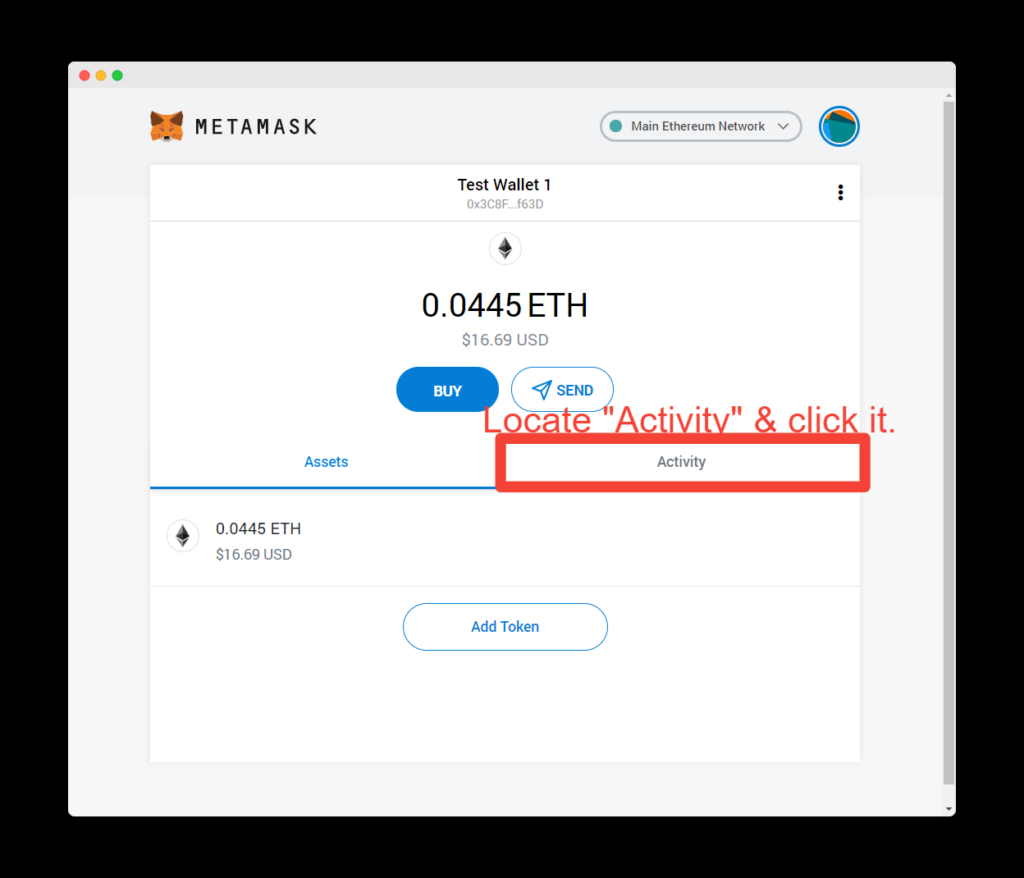 METAMASK
Main Ethereum Network
Test Wallet 1
0x3C8F...f63D
0.0445 ETH
$16.69 USD
BUY
SEND
Locate "Activity" & click it.
Assets
Activity
0.0445 ETH
$16.69 USD
Add Token